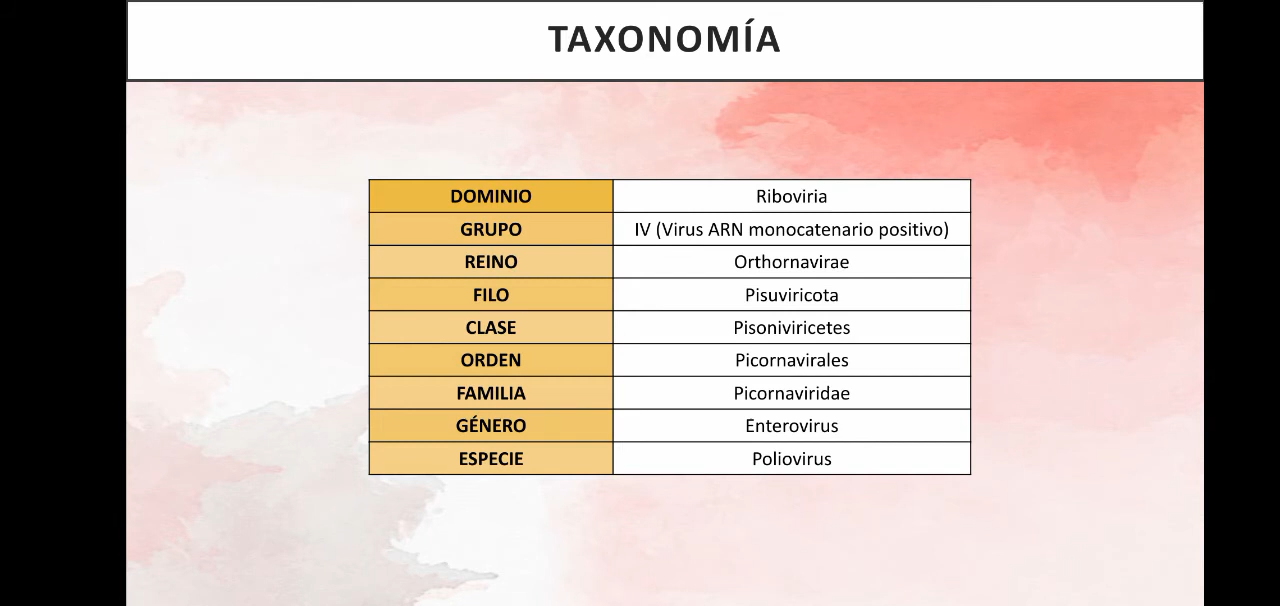 TAXONOMÍA
DOMINIO Riboviria
GRUPO IV (Virus ARN monocatenario positivo)
REINO Orthornavirae
FILO Pisuviricota
CLASE Pisoniviricetes
ORDEN Picornavirales
FAMILIA Picornaviridae
GÉNERO Enterovirus
ESPECIE Poliovirus